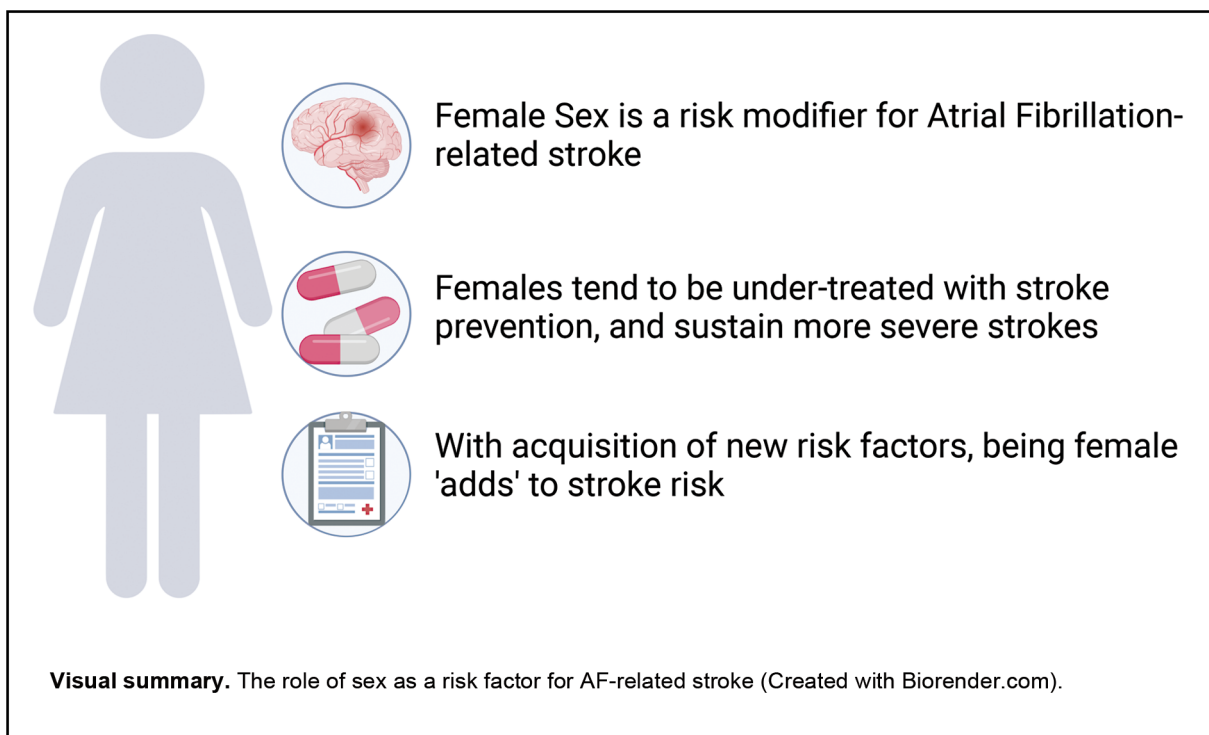 Female Sex is a risk modifier for Atrial Fibrillation-
related stroke
Females tend to be under-treated with stroke
prevention, and sustain more severe strokes
With acquisition of new risk factors, being female
'adds' to stroke risk
Visual summary. The role of sex as a risk factor for AF-related stroke (Created with Biorender.com).